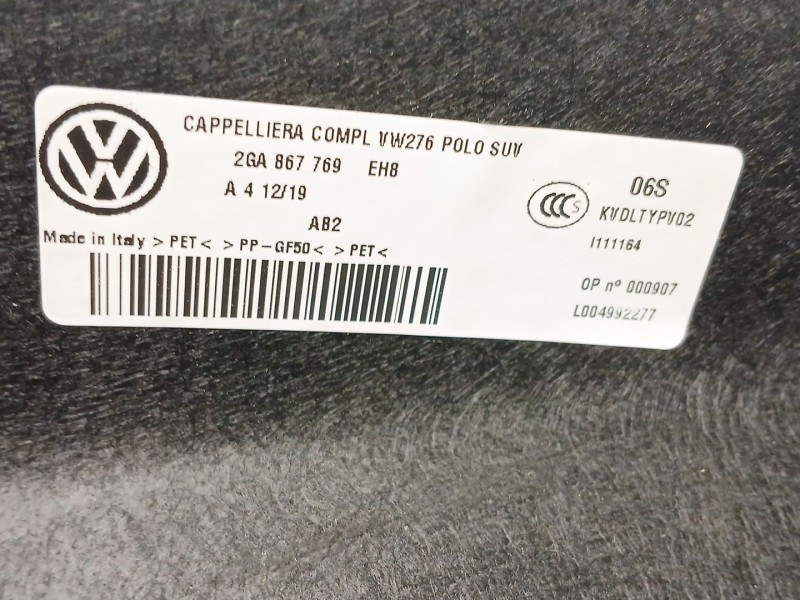 CAPPELLIERA COMPL VW276 POLO SUV
2GA 867 769 EH8
A 4 12/19
AB2
Made in Italy >PET< >PP-GF50< >PET<
CCC S
06S
KVDLTYPV02
I111164
OP nº 000907
L004992277